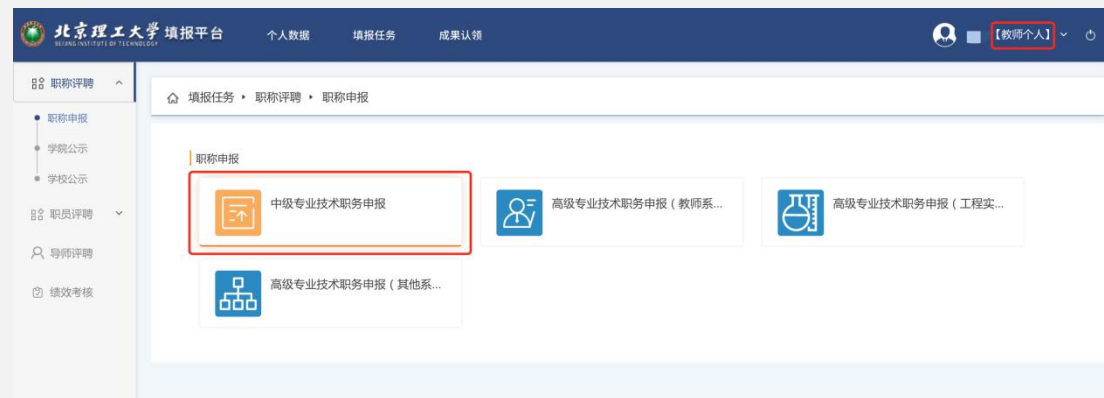 北京理工大学 填报平台 个人数据 填报任务 成果认领 【教师个人】
BEIJING INSTITUTE OF TECHNOLOGY
职称评聘
填报任务 职称评聘 职称申报
职称申报
学院公示
学校公示
职员评聘
导师评聘
绩效考核
职称申报
中级专业技术职务申报 高级专业技术职务申报 ( 教师系... 高级专业技术职务申报 ( 工程实...
高级专业技术职务申报 ( 其他系...